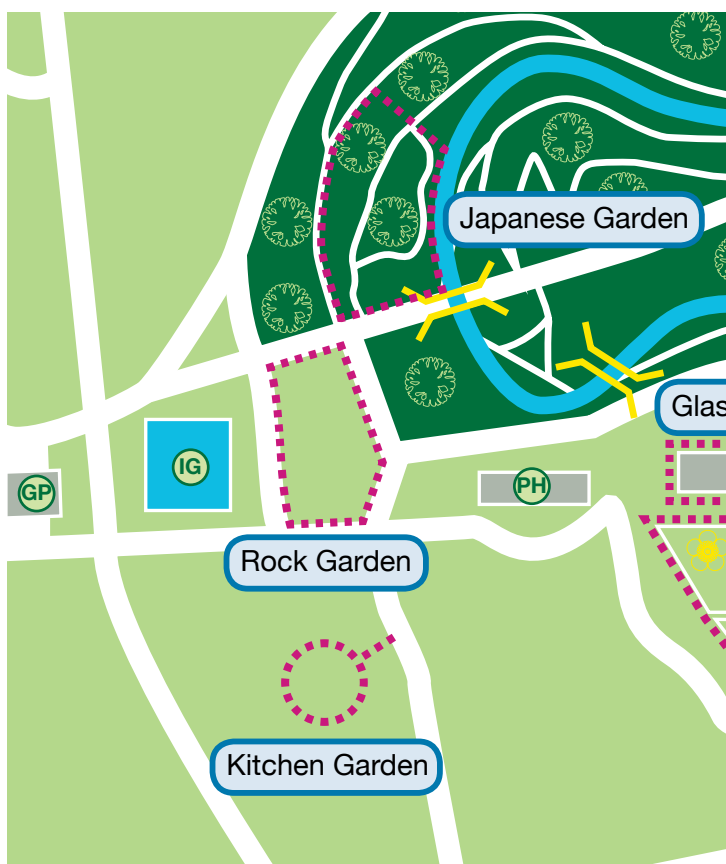 Japanese Garden
Glas
IG
PH
GP
Rock Garden
Kitchen Garden